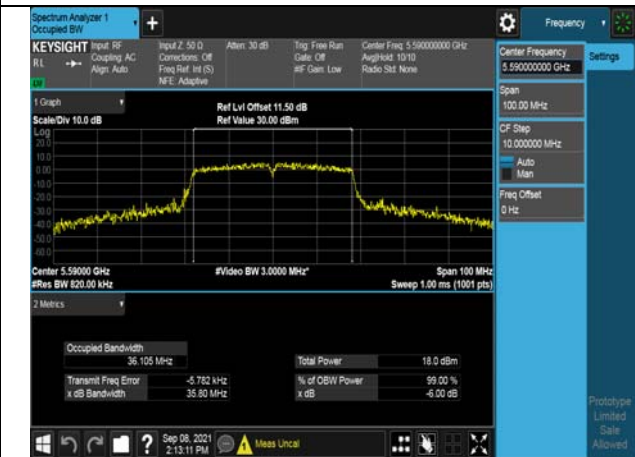 Spectrum Analyzer 1
Occupied BW
+
Frequency
KEYSIGHT Input: RF Input Z: 50 Ω Atten: 30 dB Trig: Free Run Center Freq: 5.590000000 GHz
RL Coupling: AC Corrections: Off Gate: Off Avg|Hold: 10/10
Align: Auto Freq Ref: Int (S) #IF Gain: Low Radio Std: None
NFE: Adaptive
Center Frequency
5.590000000 GHz
Settings
Span
100.00 MHz
CF Step
10.000000 MHz
Auto
Man
Freq Offset
0 Hz
1 Graph
Ref Lvl Offset 11.50 dB
Scale/Div 10.0 dB Ref Value 30.00 dBm
Log
20.0
10.0
0.00
-10.0
-20.0
-30.0
-40.0
-50.0
-60.0
Center 5.59000 GHz #Video BW 3.0000 MHz* Span 100 MHz
#Res BW 820.00 kHz Sweep 1.00 ms (1001 pts)
2 Metrics
Occupied Bandwidth
36.105 MHz Total Power 18.0 dBm
Transmit Freq Error -5.782 kHz % of OBW Power 99.00 %
x dB Bandwidth 35.80 MHz x dB -6.00 dB
Prototype
Limited
Sale
Allowed
? Sep 08, 2021
2:13:11 PM
Meas Uncal